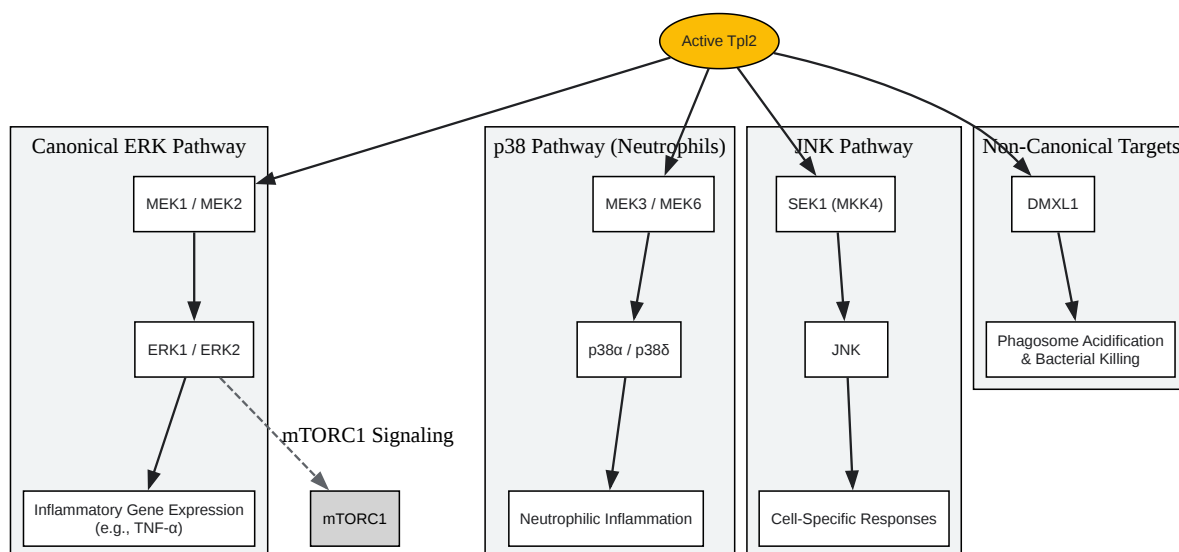 Active Tpl2
Canonical ERK Pathway
p38 Pathway (Neutrophils)
JNK Pathway
Non-Canonical Targets
MEK1 / MEK2
MEK3 / MEK6
SEK1 (MKK4)
DMXL1
ERK1 / ERK2
p38α / p38δ
JNK
Phagosome Acidification
& Bacterial Killing
mTORC1 Signaling
Inflammatory Gene Expression
(e.g., TNF-α)
mTORC1
Neutrophilic Inflammation
Cell-Specific Responses